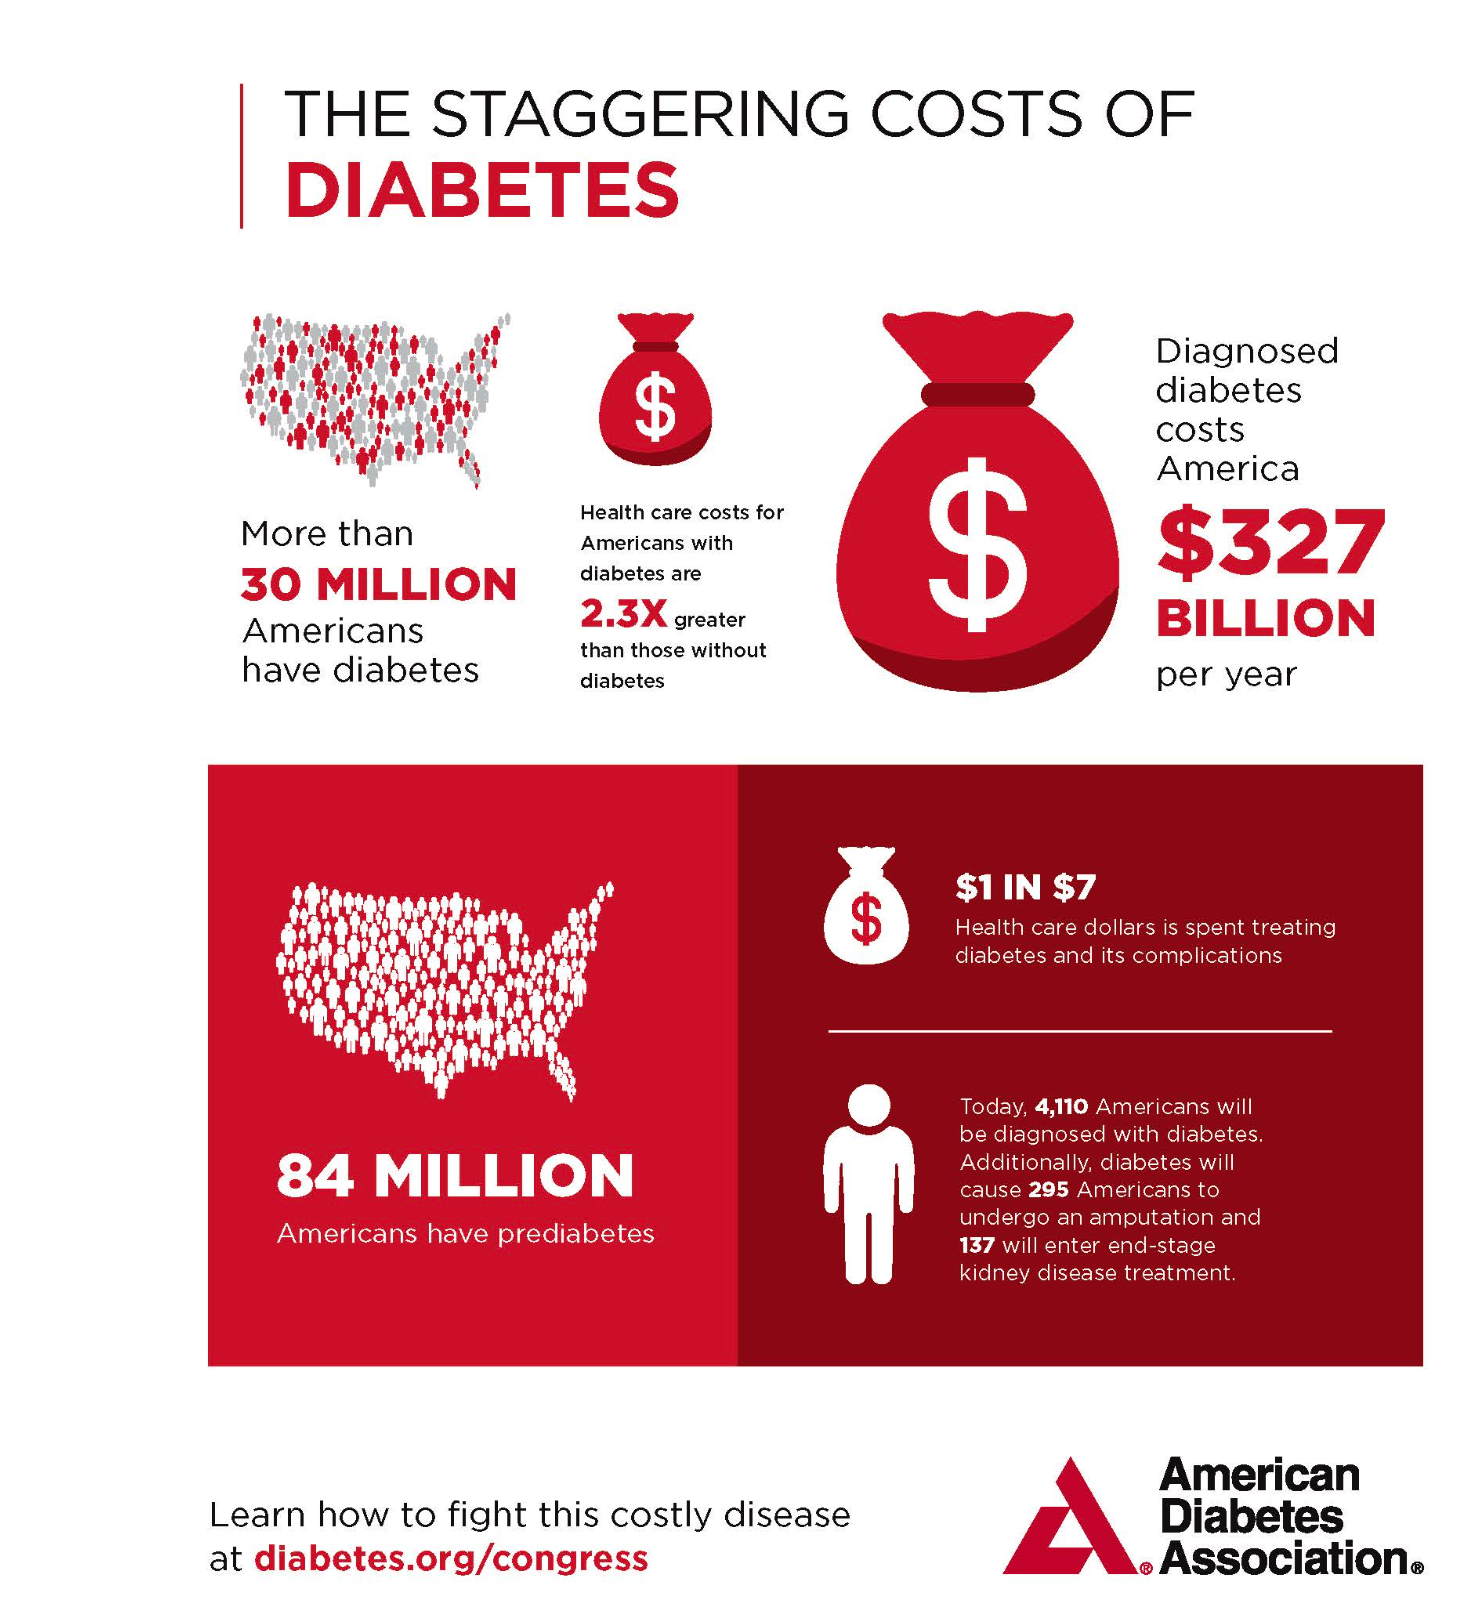 THE STAGGERING COSTS OF
DIABETES
More than
30 MILLION
Americans
have diabetes
$
Health care costs for
Americans with
diabetes are
2.3X greater
than those without
diabetes
$
Diagnosed
diabetes
costs
America
$327
BILLION
per year
84 MILLION
Americans have prediabetes
$
$1 IN $7
Health care dollars is spent treating
diabetes and its complications
Today, 4,110 Americans will
be diagnosed with diabetes.
Additionally, diabetes will
cause 295 Americans to
undergo an amputation and
137 will enter end-stage
kidney disease treatment.
Learn how to fight this costly disease
at diabetes.org/congress
American
Diabetes
® Association®